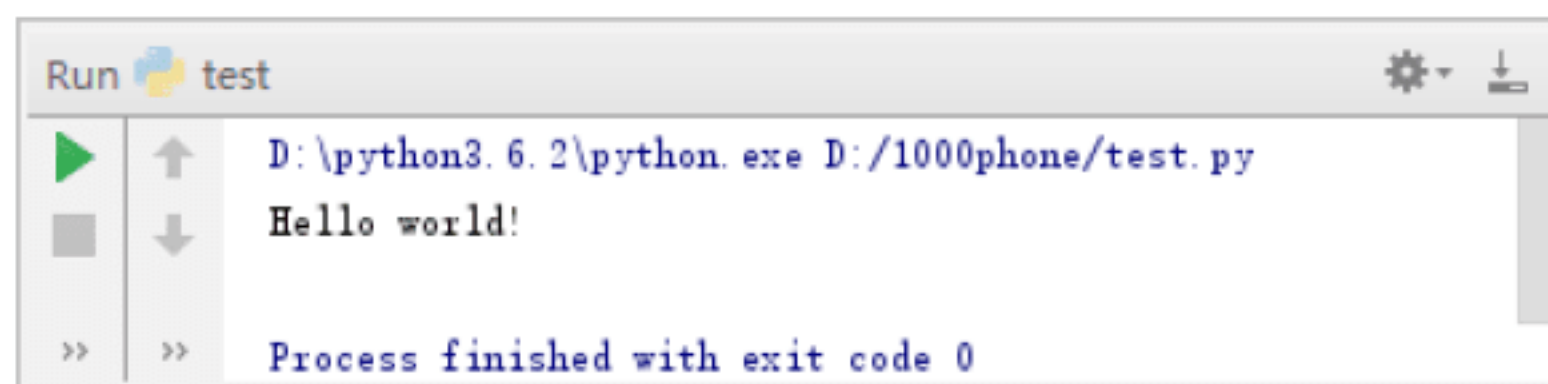 Run test
D:\python3.6.2\python.exe D:/1000phone/test.py
Hello world!
Process finished with exit code 0